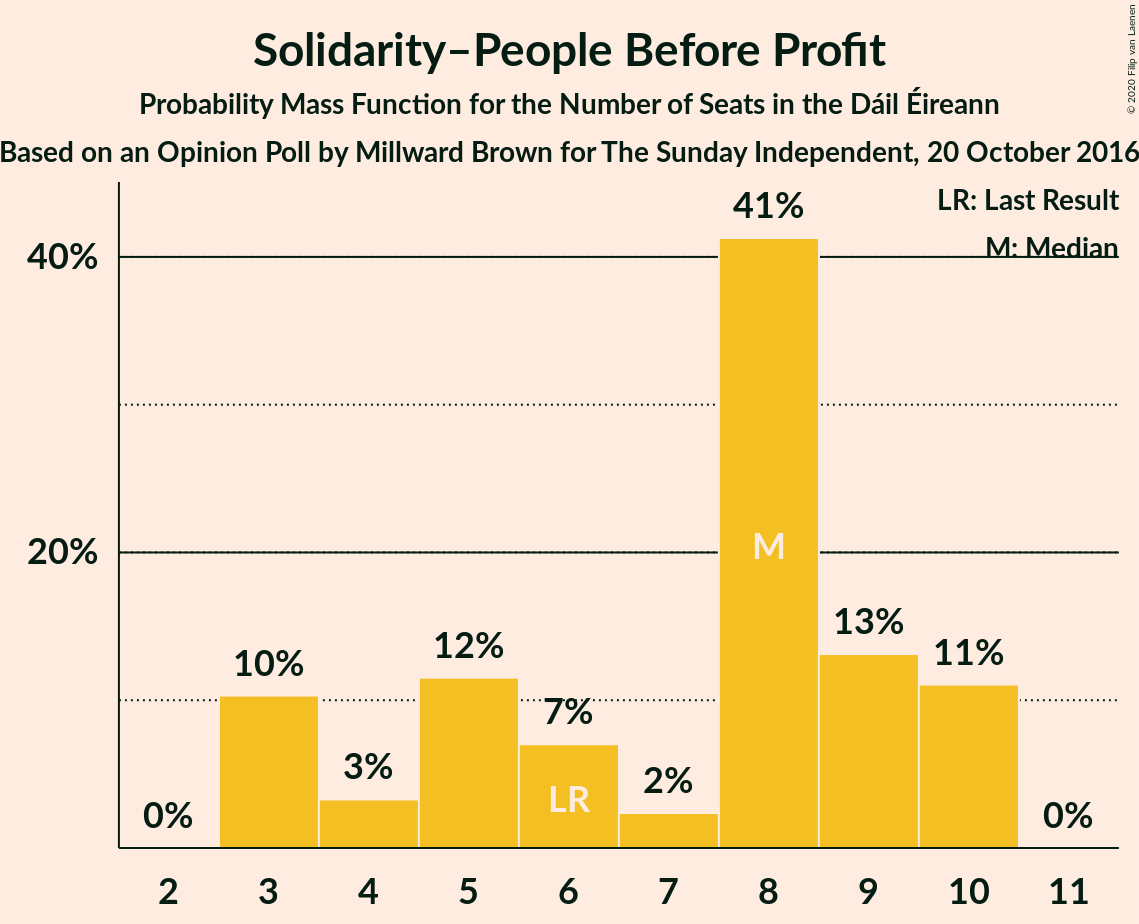 Solidarity–People Before Profit
Probability Mass Function for the Number of Seats in the Dáil Éireann
Based on an Opinion Poll by Millward Brown for The Sunday Independent, 20 October 2016
© 2020 Filip van Laenen
LR: Last Result
M: Median
40%
20%
0%
10%
3%
12%
7%
2%
41%
13%
11%
0%
LR
M
2 3 4 5 6 7 8 9 10 11